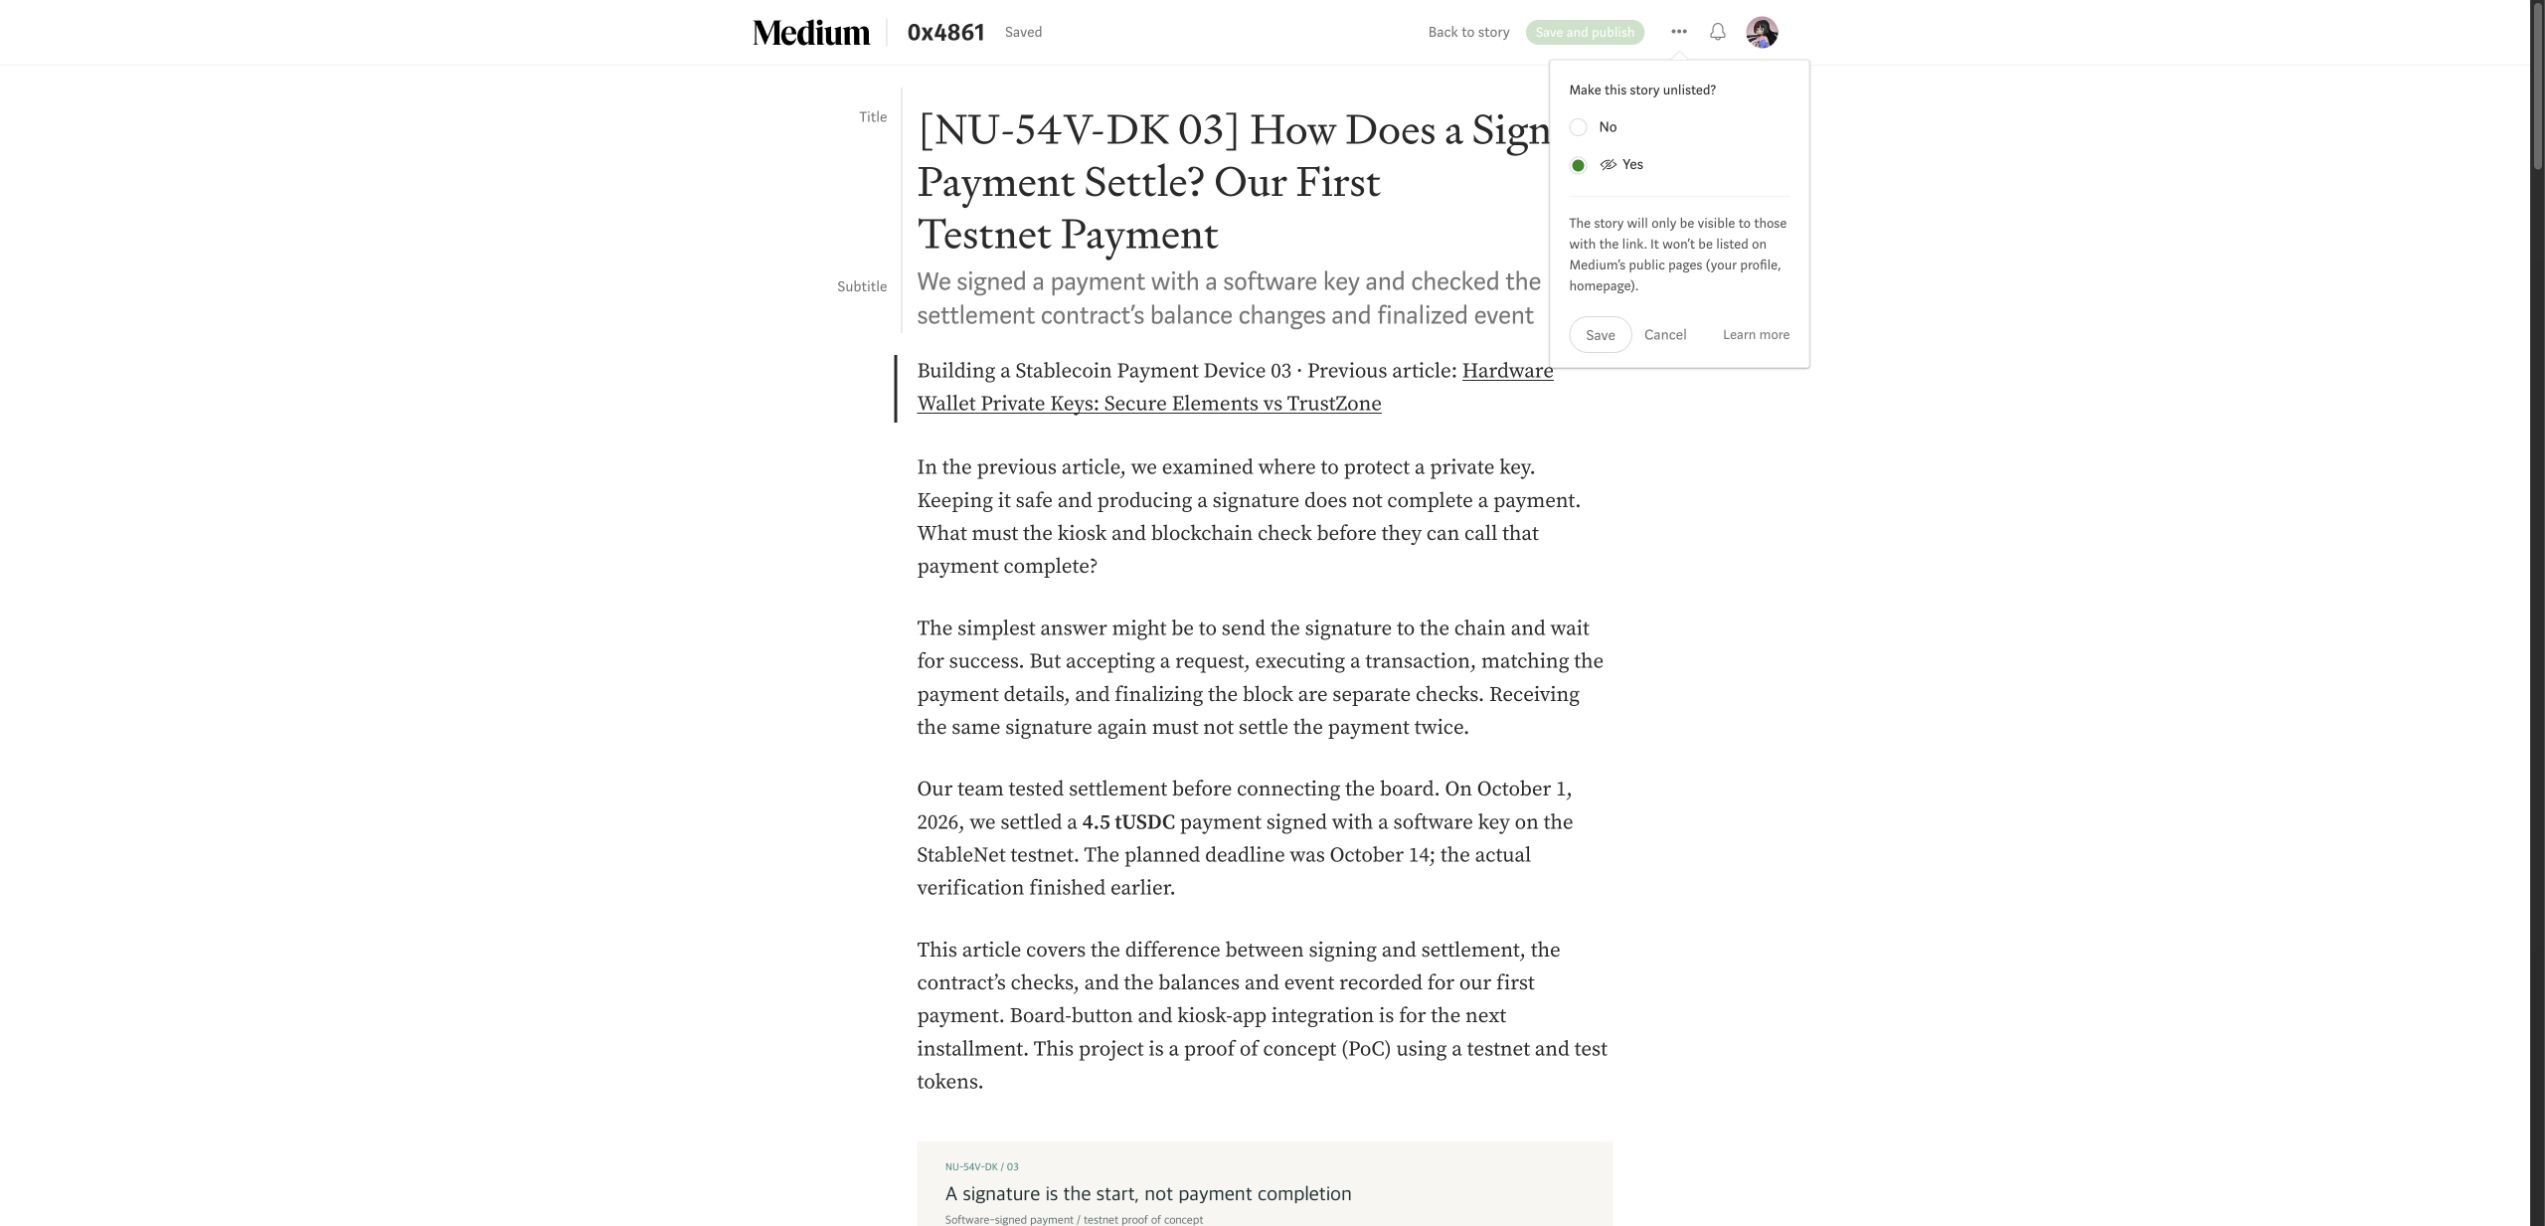 Medium
0x4861
Saved
Back to story
Save and publish
Make this story unlisted?
No
Yes
The story will only be visible to those
with the link. It won't be listed on
Medium's public pages (your profile,
homepage).
Save
Cancel
Learn more
Title
[NU-54V-DK 03] How Does a Sign
Payment Settle? Our First
Testnet Payment
Subtitle
We signed a payment with a software key and checked the
settlement contract's balance changes and finalized event
Building a Stablecoin Payment Device 03 · Previous article: Hardware
Wallet Private Keys: Secure Elements vs TrustZone
In the previous article, we examined where to protect a private key.
Keeping it safe and producing a signature does not complete a payment.
What must the kiosk and blockchain check before they can call that
payment complete?
The simplest answer might be to send the signature to the chain and wait
for success. But accepting a request, executing a transaction, matching the
payment details, and finalizing the block are separate checks. Receiving
the same signature again must not settle the payment twice.
Our team tested settlement before connecting the board. On October 1,
2026, we settled a 4.5 tUSDC payment signed with a software key on the
StableNet testnet. The planned deadline was October 14; the actual
verification finished earlier.
This article covers the difference between signing and settlement, the
contract's checks, and the balances and event recorded for our first
payment. Board-button and kiosk-app integration is for the next
installment. This project is a proof of concept (PoC) using a testnet and test
tokens.
NU-54V-DK / 03
A signature is the start, not payment completion
Software-signed payment / testnet proof of concept